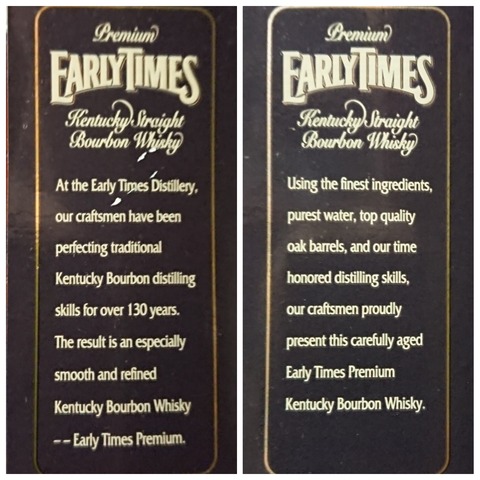 Premium
EARLY TIMES
Kentucky Straight
Bourbon Whisky
At the Early Times Distillery,
our craftsmen have been
perfecting traditional
Kentucky Bourbon distilling
skills for over 130 years.
The result is an especially
smooth and refined
Kentucky Bourbon Whisky
-- Early Times Premium.
Premium
EARLY TIMES
Kentucky Straight
Bourbon Whisky
Using the finest ingredients,
purest water, top quality
oak barrels, and our time
honored distilling skills,
our craftsmen proudly
present this carefully aged
Early Times Premium
Kentucky Bourbon Whisky.